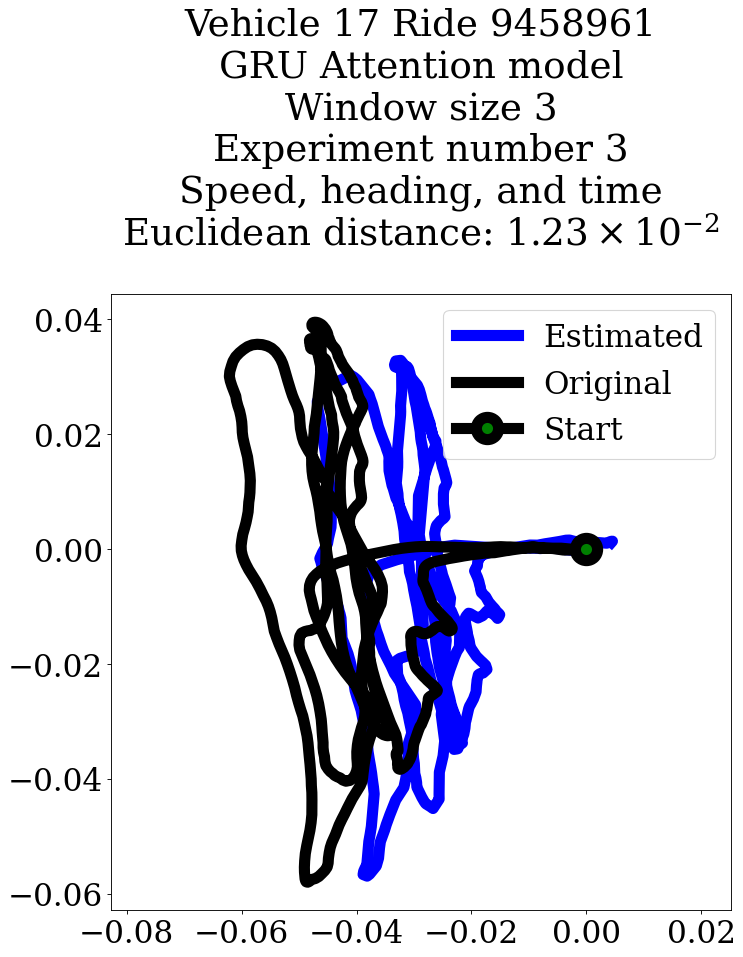 Vehicle 17 Ride 9458961
GRU Attention model
Window size 3
Experiment number 3
Speed, heading, and time
Euclidean distance: 1.23 × 10⁻²
Estimated
Original
Start
0.04
0.02
0.00
−0.02
−0.04
−0.06
−0.08 −0.06 −0.04 −0.02 0.00 0.02